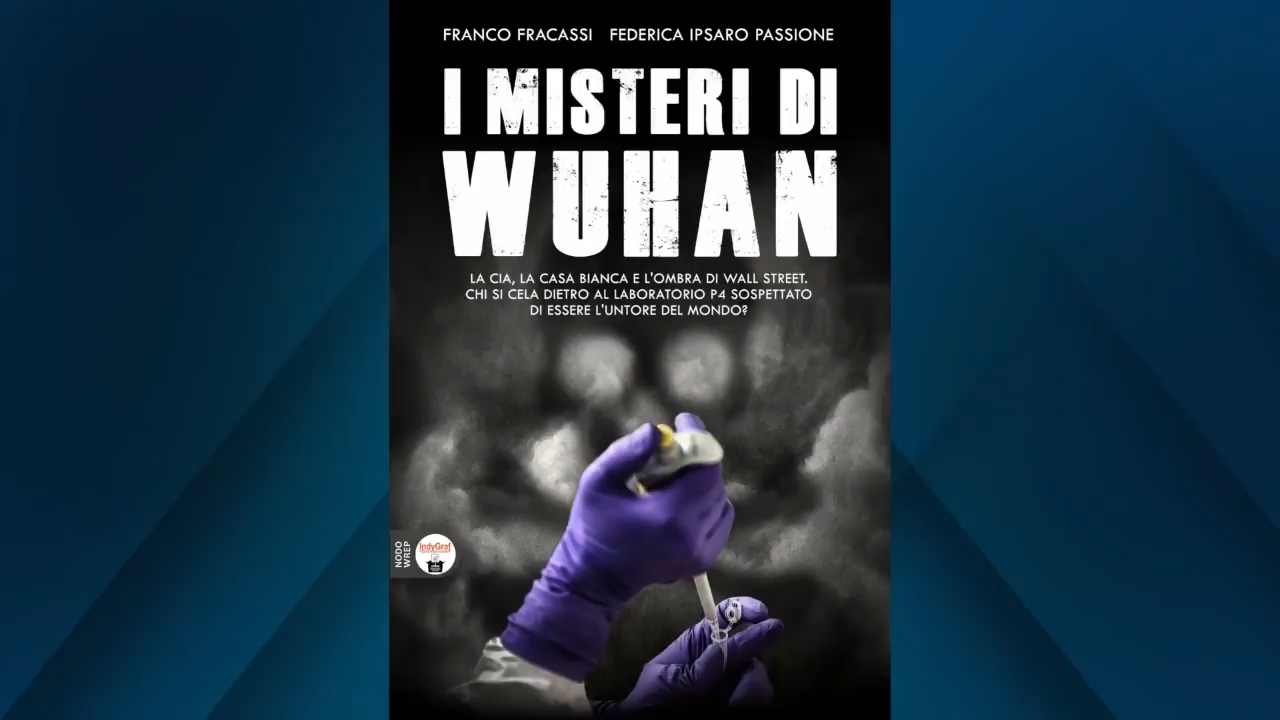 FRANCO FRACASSI FEDERICA IPSARO PASSIONE
I MISTERI DI
WUHAN
LA CIA, LA CASA BIANCA E L'OMBRA DI WALL STREET.
CHI SI CELA DIETRO AL LABORATORIO P4 SOSPETTATO
DI ESSERE L'UNTORE DEL MONDO?
NODO
WREP
IndyGraf